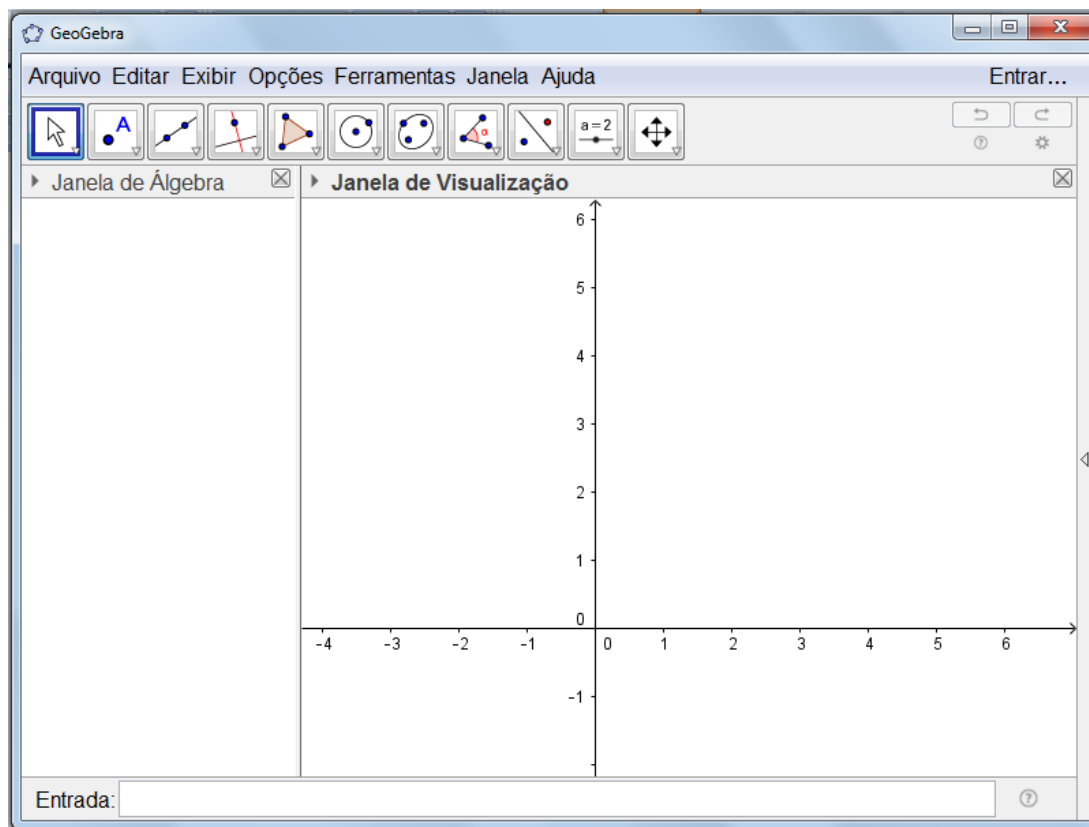 GeoGebra
Arquivo Editar Exibir Opções Ferramentas Janela Ajuda Entrar...
A α a=2
Janela de Álgebra Janela de Visualização
6
5
4
3
2
1
0
-4 -3 -2 -1 0 1 2 3 4 5 6
-1
Entrada: